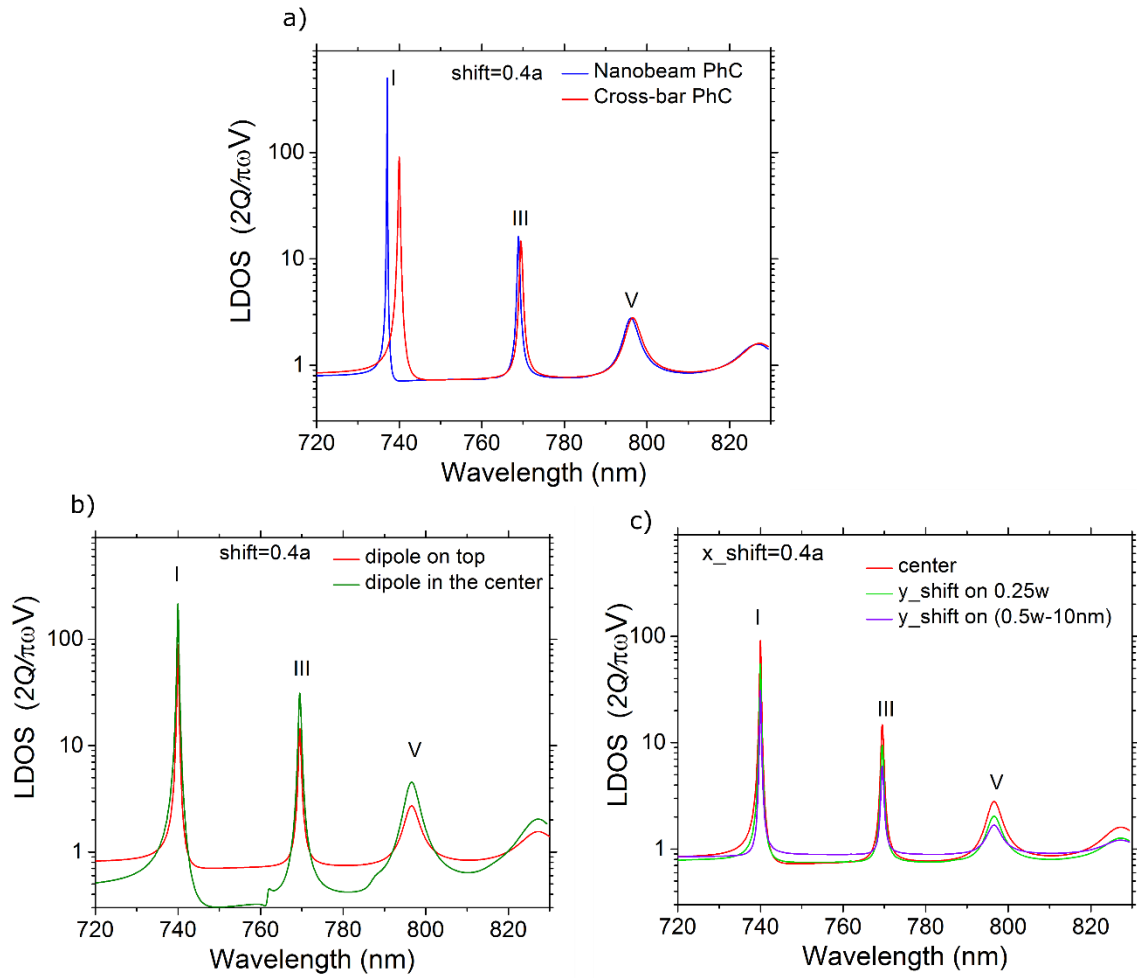 a)
shift=0.4a
Nanobeam PhC
Cross-bar PhC
I
III
V
LDOS (2Q/πωV)
100
10
1
720 740 760 780 800 820
Wavelength (nm)
b)
shift=0.4a
dipole on top
dipole in the center
I
III
V
LDOS (2Q/πωV)
100
10
1
720 740 760 780 800 820
Wavelength (nm)
c)
x_shift=0.4a
center
y_shift on 0.25w
y_shift on (0.5w-10nm)
I
III
V
LDOS (2Q/πωV)
100
10
1
720 740 760 780 800 820
Wavelength (nm)